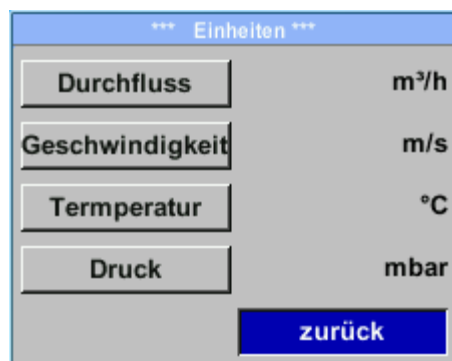 *** Einheiten ***
Durchfluss m³/h
Geschwindigkeit m/s
Termperatur °C
Druck mbar
zurück